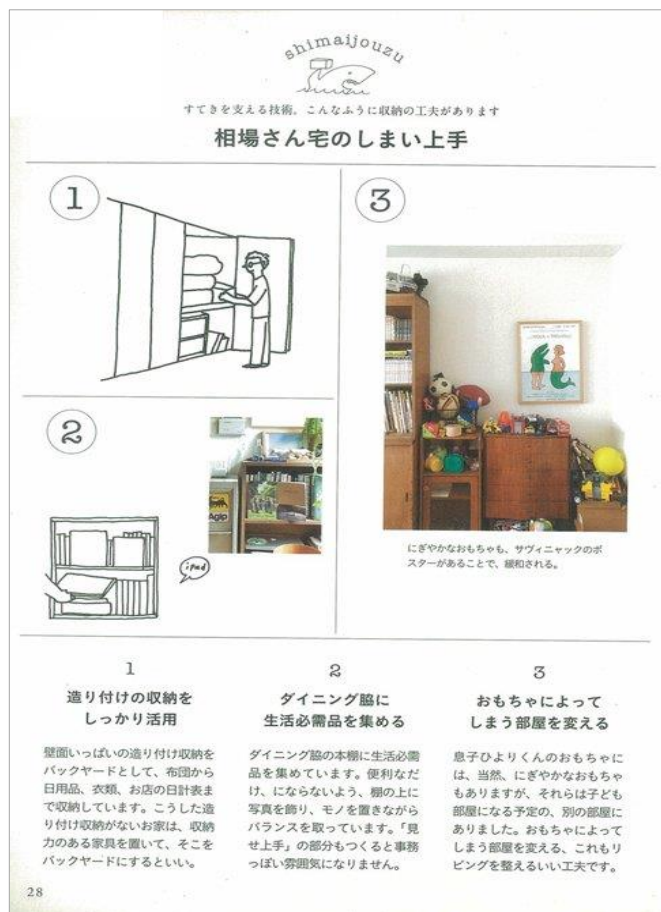 shimaijouzu
すてきを支える技術。こんなふうに収納の工夫があります
相場さん宅のしまい上手
1
2
Agip
iPad
3
にぎやかなおもちゃも、サヴィニャックのポ
スターがあることで、緩和される。
1
造り付けの収納を
しっかり活用
壁面いっぱいの造り付け収納を
バックヤードとして、布団から
日用品、衣類、お店の日計表ま
で収納しています。こうした造
り付け収納がないお家は、収納
力のある家具を置いて、そこを
バックヤードにするといい。
2
ダイニング脇に
生活必需品を集める
ダイニング脇の本棚に生活必需
品を集めています。便利なだ
け、にならないよう、棚の上に
写真を飾り、モノを置きながら
バランスを取っています。「見
せ上手」の部分もつくると事務
っぽい雰囲気になりません。
3
おもちゃによって
しまう部屋を変える
息子ひよりくんのおもちゃに
は、当然、にぎやかなおもちゃ
もありますが、それらは子ども
部屋になる予定の、別の部屋に
ありました。おもちゃによって
しまう部屋を変える、これもリ
ビングを整えるいい工夫です。
28